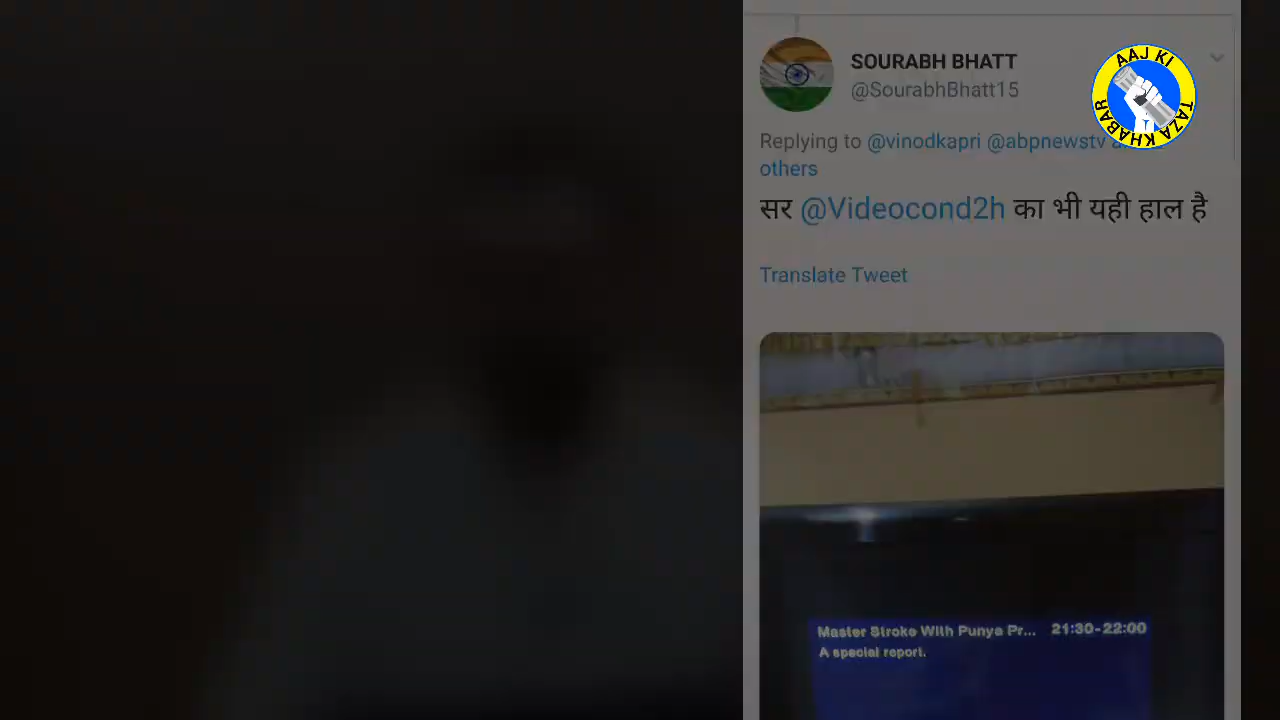 SOURABH BHATT
@SourabhBhatt15
AAJ KI
TAZA KHABAR
Replying to @vinodkapri @abpnewstv
others
सर @Videocond2h का भी यही हाल है
Translate Tweet
Master Stroke With Punya Pr... 21:30-22:00
A special report.